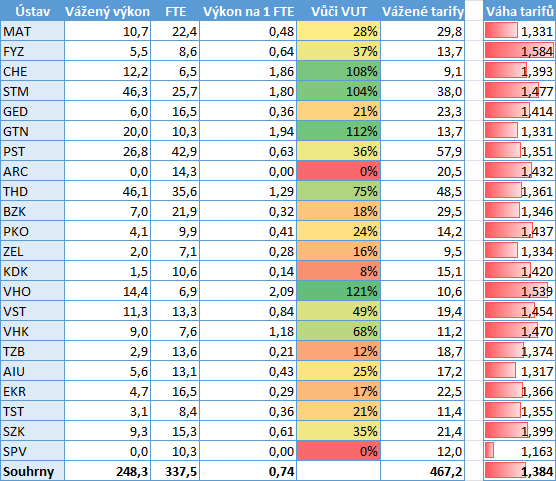 Ústav Vážený výkon FTE Výkon na 1 FTE Vůči VUT Vážené tarify Váha tarifů
MAT 10,7 22,4 0,48 28% 29,8 1,331
FYZ 5,5 8,6 0,64 37% 13,7 1,584
CHE 12,2 6,5 1,86 108% 9,1 1,393
STM 46,3 25,7 1,80 104% 38,0 1,477
GED 6,0 16,5 0,36 21% 23,3 1,414
GTN 20,0 10,3 1,94 112% 13,7 1,331
PST 26,8 42,9 0,63 36% 57,9 1,351
ARC 0,0 14,3 0,00 0% 20,5 1,432
THD 46,1 35,6 1,29 75% 48,5 1,361
BZK 7,0 21,9 0,32 18% 29,5 1,346
PKO 4,1 9,9 0,41 24% 14,2 1,437
ZEL 2,0 7,1 0,28 16% 9,5 1,334
KDK 1,5 10,6 0,14 8% 15,1 1,420
VHO 14,4 6,9 2,09 121% 10,6 1,539
VST 11,3 13,3 0,84 49% 19,4 1,454
VHK 9,0 7,6 1,18 68% 11,2 1,470
TZB 2,9 13,6 0,21 12% 18,7 1,374
AIU 5,6 13,1 0,43 25% 17,2 1,317
EKR 4,7 16,5 0,29 17% 22,5 1,366
TST 3,1 8,4 0,36 21% 11,4 1,355
SZK 9,3 15,3 0,61 35% 21,4 1,399
SPV 0,0 10,3 0,00 0% 12,0 1,163
Souhrny 248,3 337,5 0,74 467,2 1,384